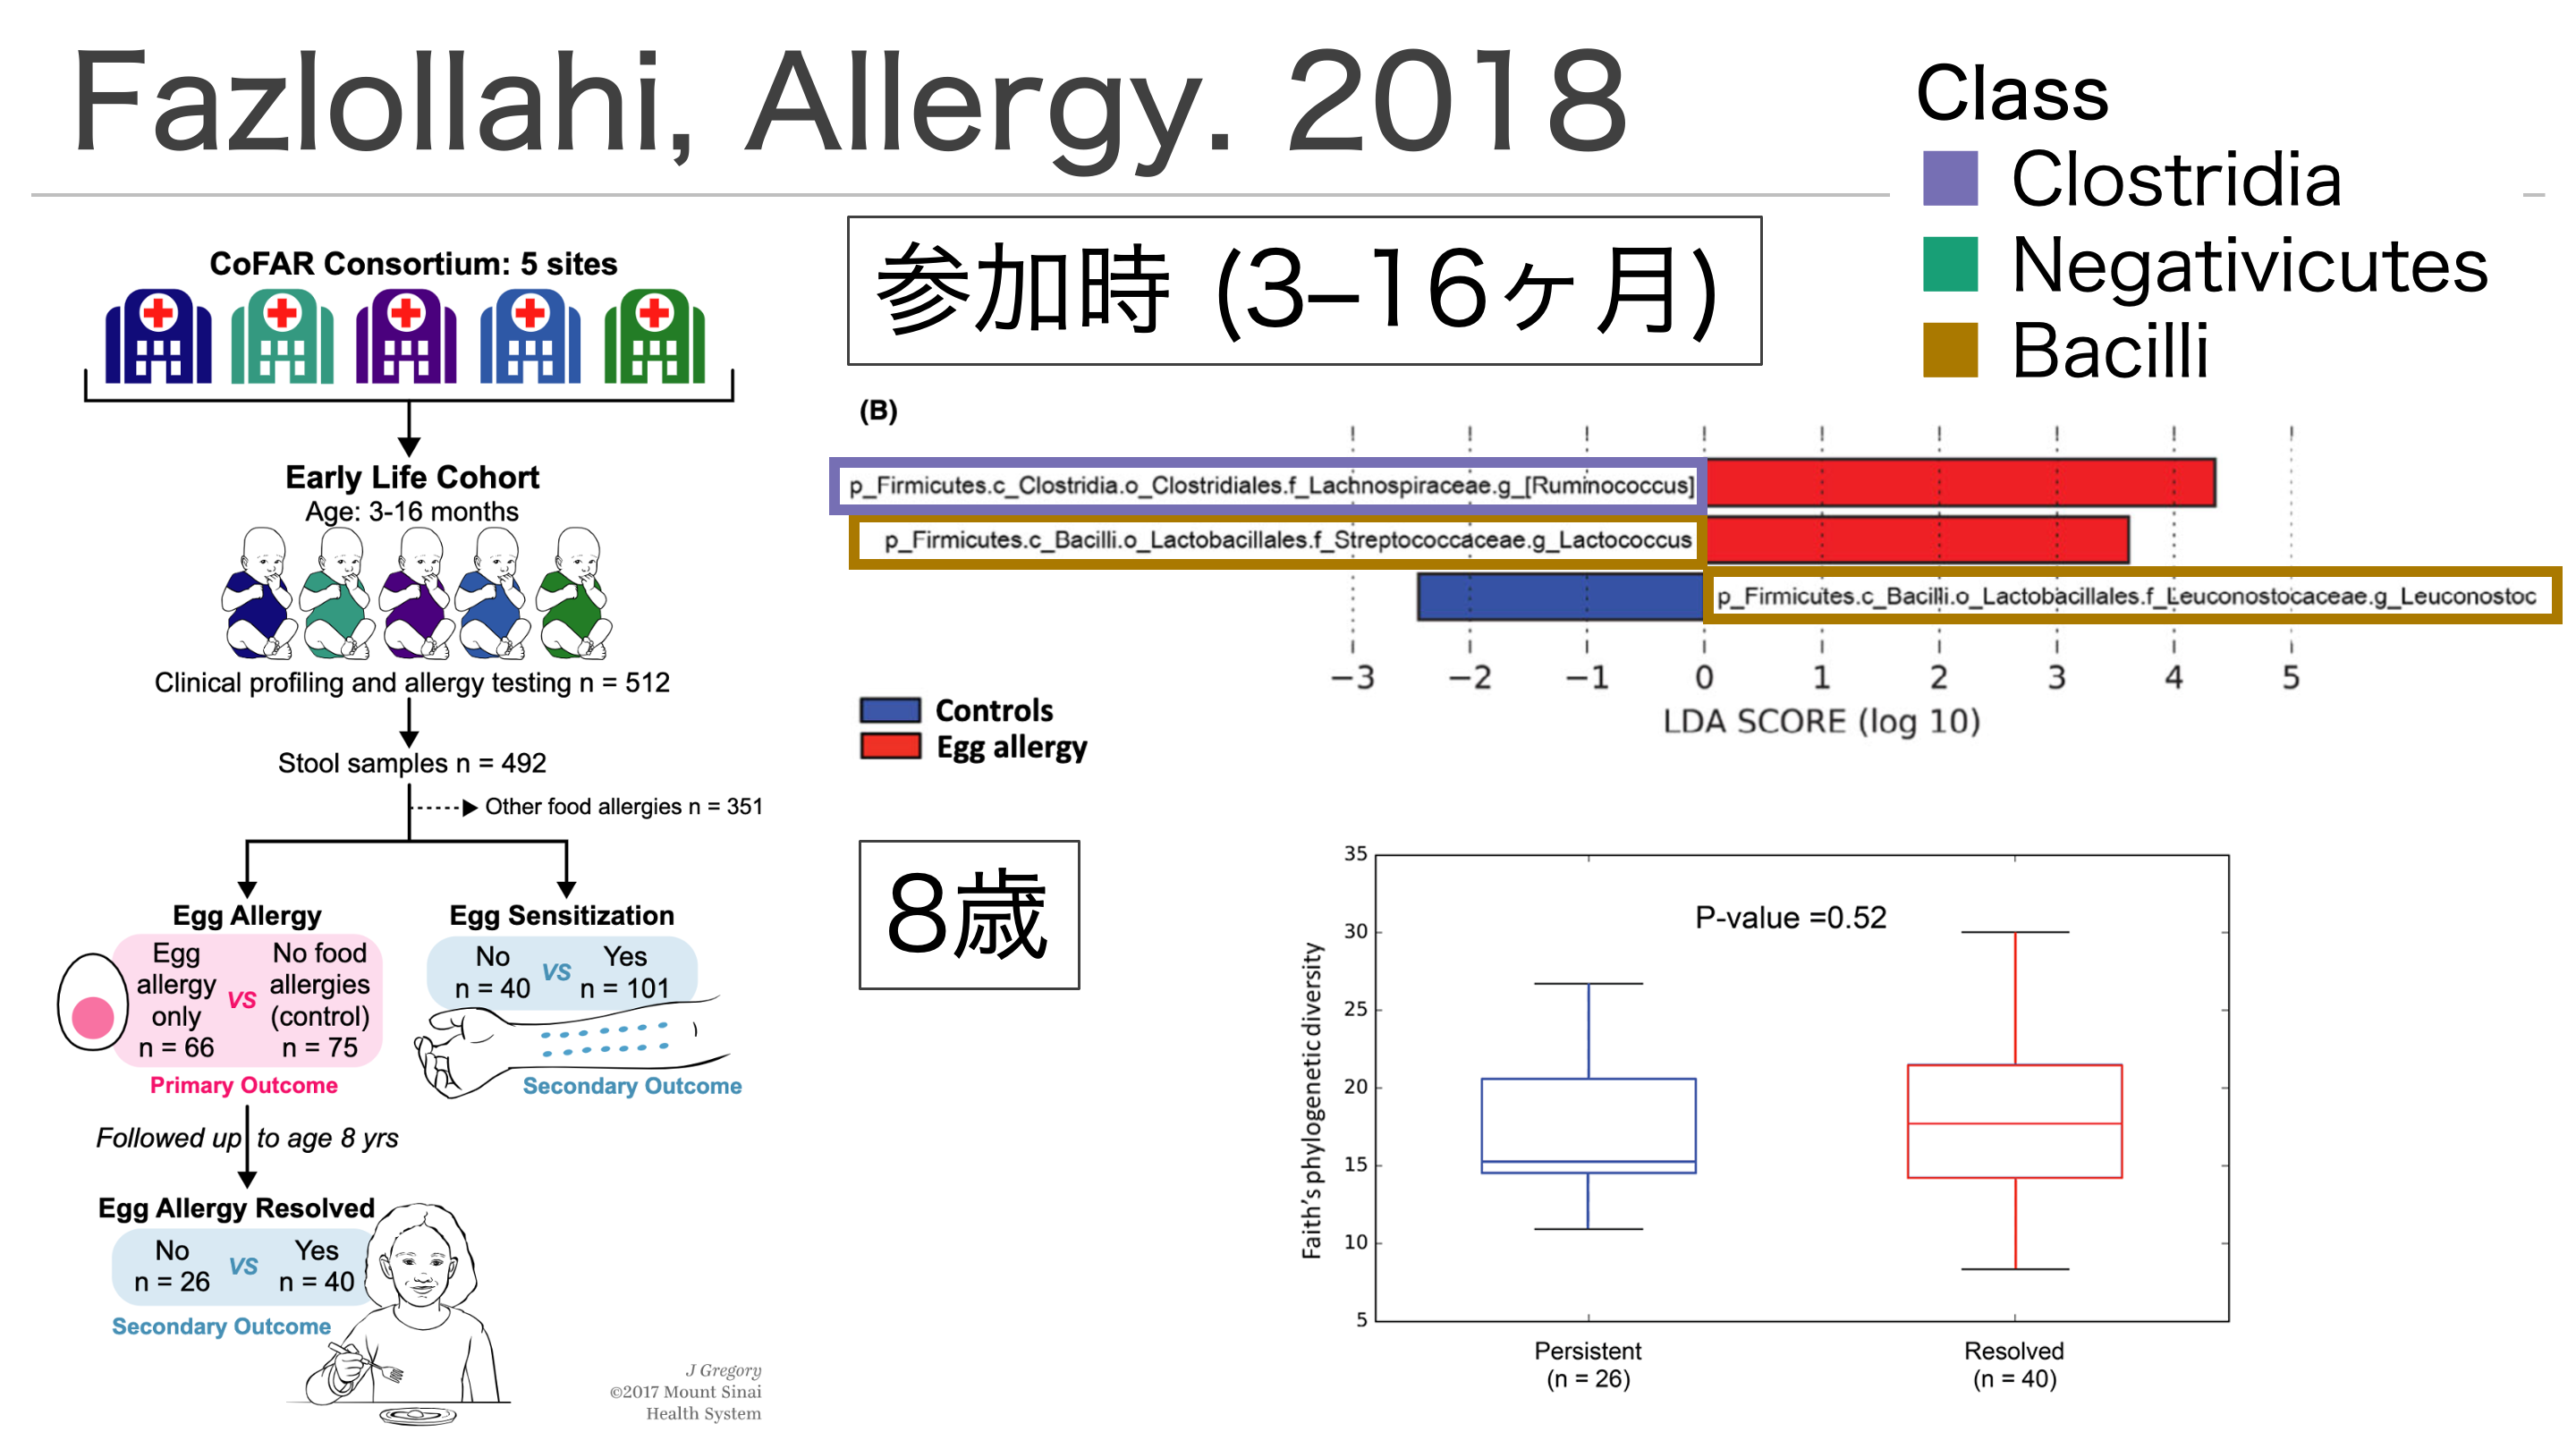 Fazlollahi, Allergy. 2018
Class
Clostridia
Negativicutes
Bacilli
CoFAR Consortium: 5 sites
Early Life Cohort
Age: 3-16 months
Clinical profiling and allergy testing n = 512
Stool samples n = 492
Other food allergies n = 351
Egg Allergy
Egg allergy only n = 66
VS
No food allergies (control) n = 75
Primary Outcome
Egg Sensitization
No n = 40
VS
Yes n = 101
Secondary Outcome
Followed up to age 8 yrs
Egg Allergy Resolved
No n = 26
VS
Yes n = 40
Secondary Outcome
J Gregory
©2017 Mount Sinai
Health System
参加時 (3–16ヶ月)
(B)
p_Firmicutes.c_Clostridia.o_Clostridiales.f_Lachnospiraceae.g_[Ruminococcus]
p_Firmicutes.c_Bacilli.o_Lactobacillales.f_Streptococcaceae.g_Lactococcus
p_Firmicutes.c_Bacilli.o_Lactobacillales.f_Leuconostocaceae.g_Leuconostoc
−3 −2 −1 0 1 2 3 4 5
LDA SCORE (log 10)
Controls
Egg allergy
8歳
35
30
25
20
15
10
5
Faith's phylogenetic diversity
P-value =0.52
Persistent
(n = 26)
Resolved
(n = 40)